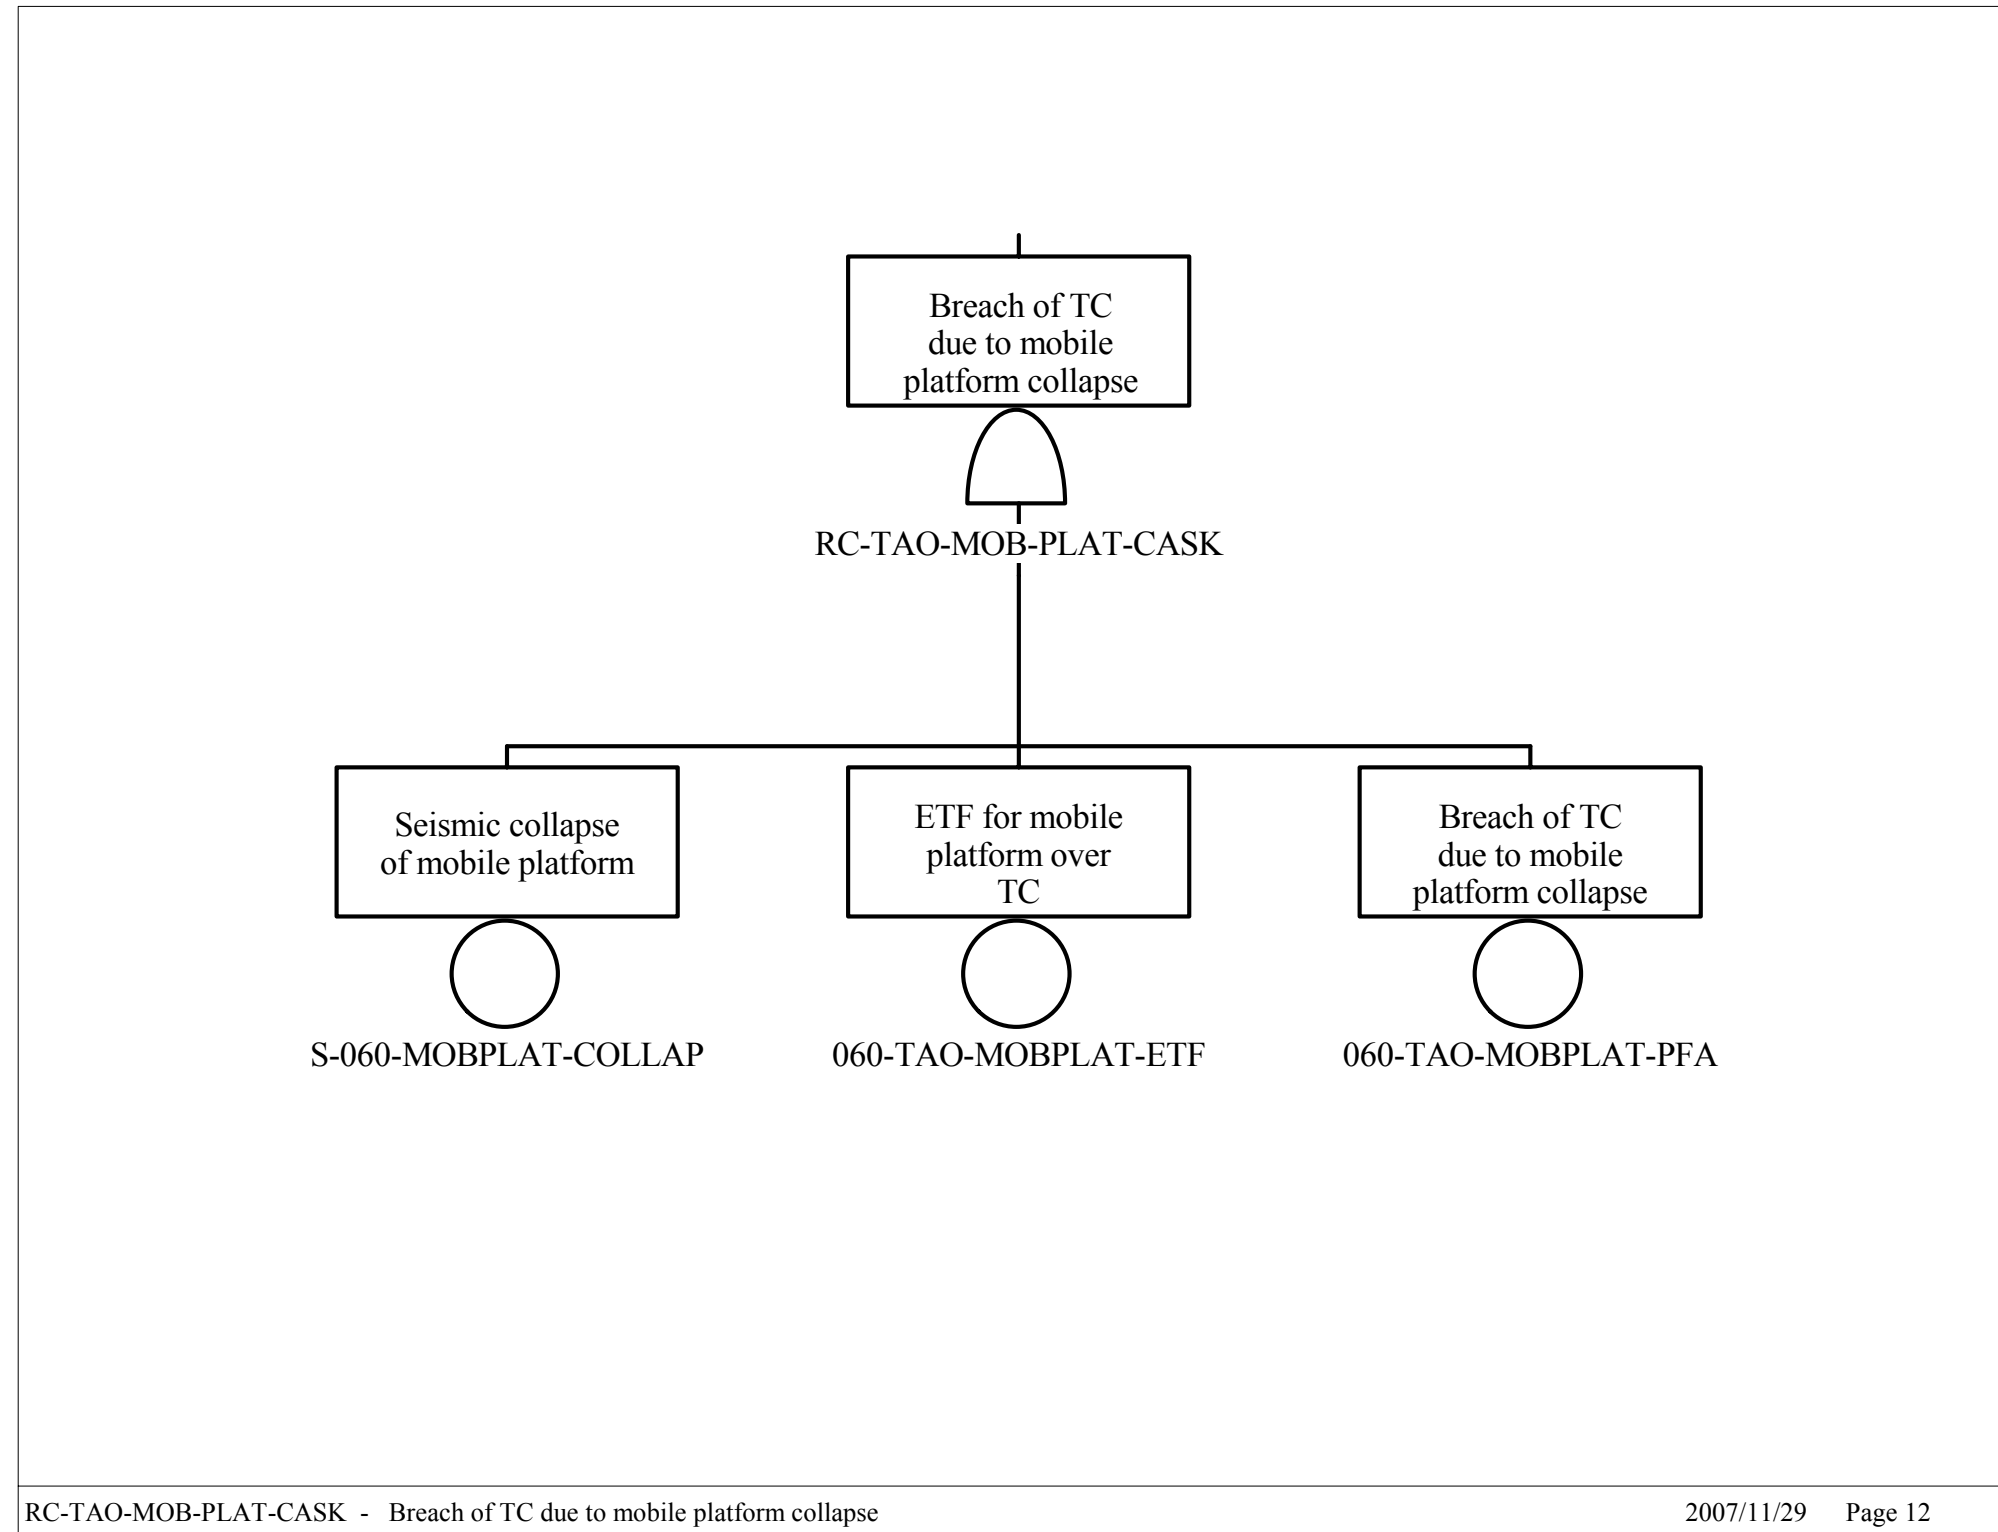 Breach of TC
due to mobile
platform collapse
RC-TAO-MOB-PLAT-CASK
Seismic collapse
of mobile platform
S-060-MOBPLAT-COLLAP
ETF for mobile
platform over
TC
060-TAO-MOBPLAT-ETF
Breach of TC
due to mobile
platform collapse
060-TAO-MOBPLAT-PFA
RC-TAO-MOB-PLAT-CASK - Breach of TC due to mobile platform collapse
2007/11/29 Page 12